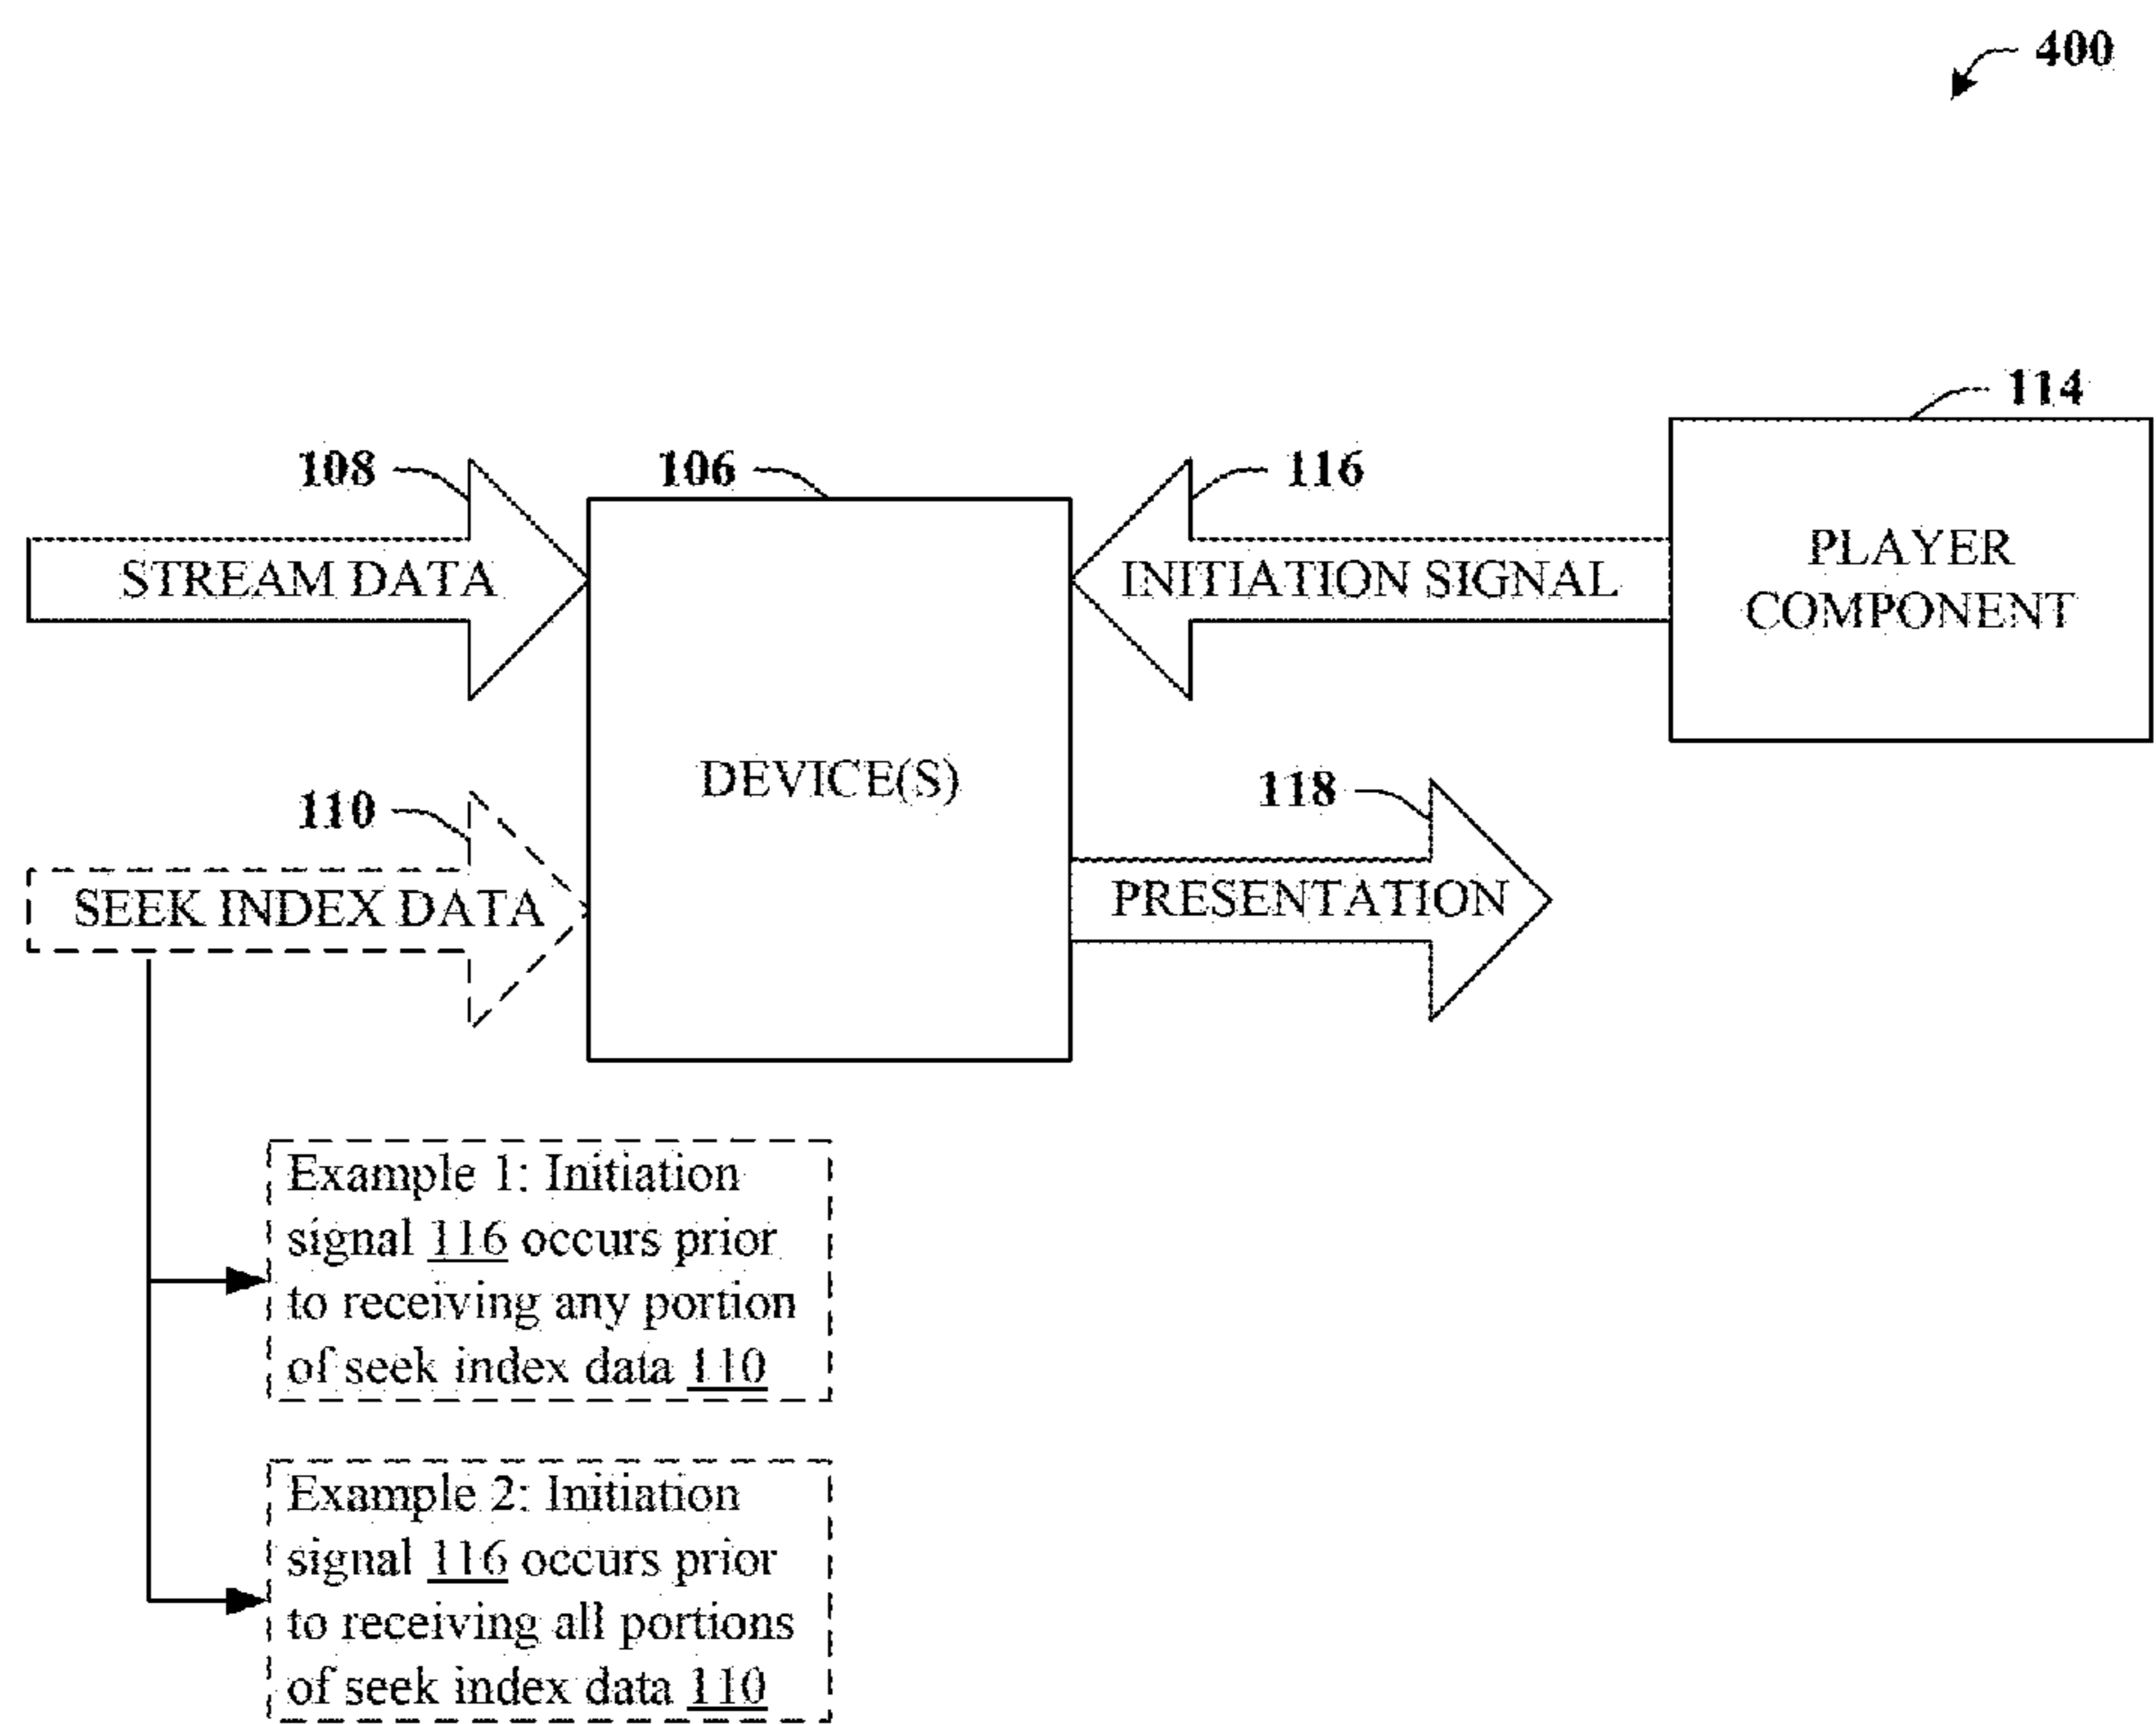 400
114
108
106
116
STREAM DATA
INITIATION SIGNAL
PLAYER
COMPONENT
DEVICE(S)
110
118
SEEK INDEX DATA
PRESENTATION
Example 1: Initiation
signal 116 occurs prior
to receiving any portion
of seek index data 110
Example 2: Initiation
signal 116 occurs prior
to receiving all portions
of seek index data 110